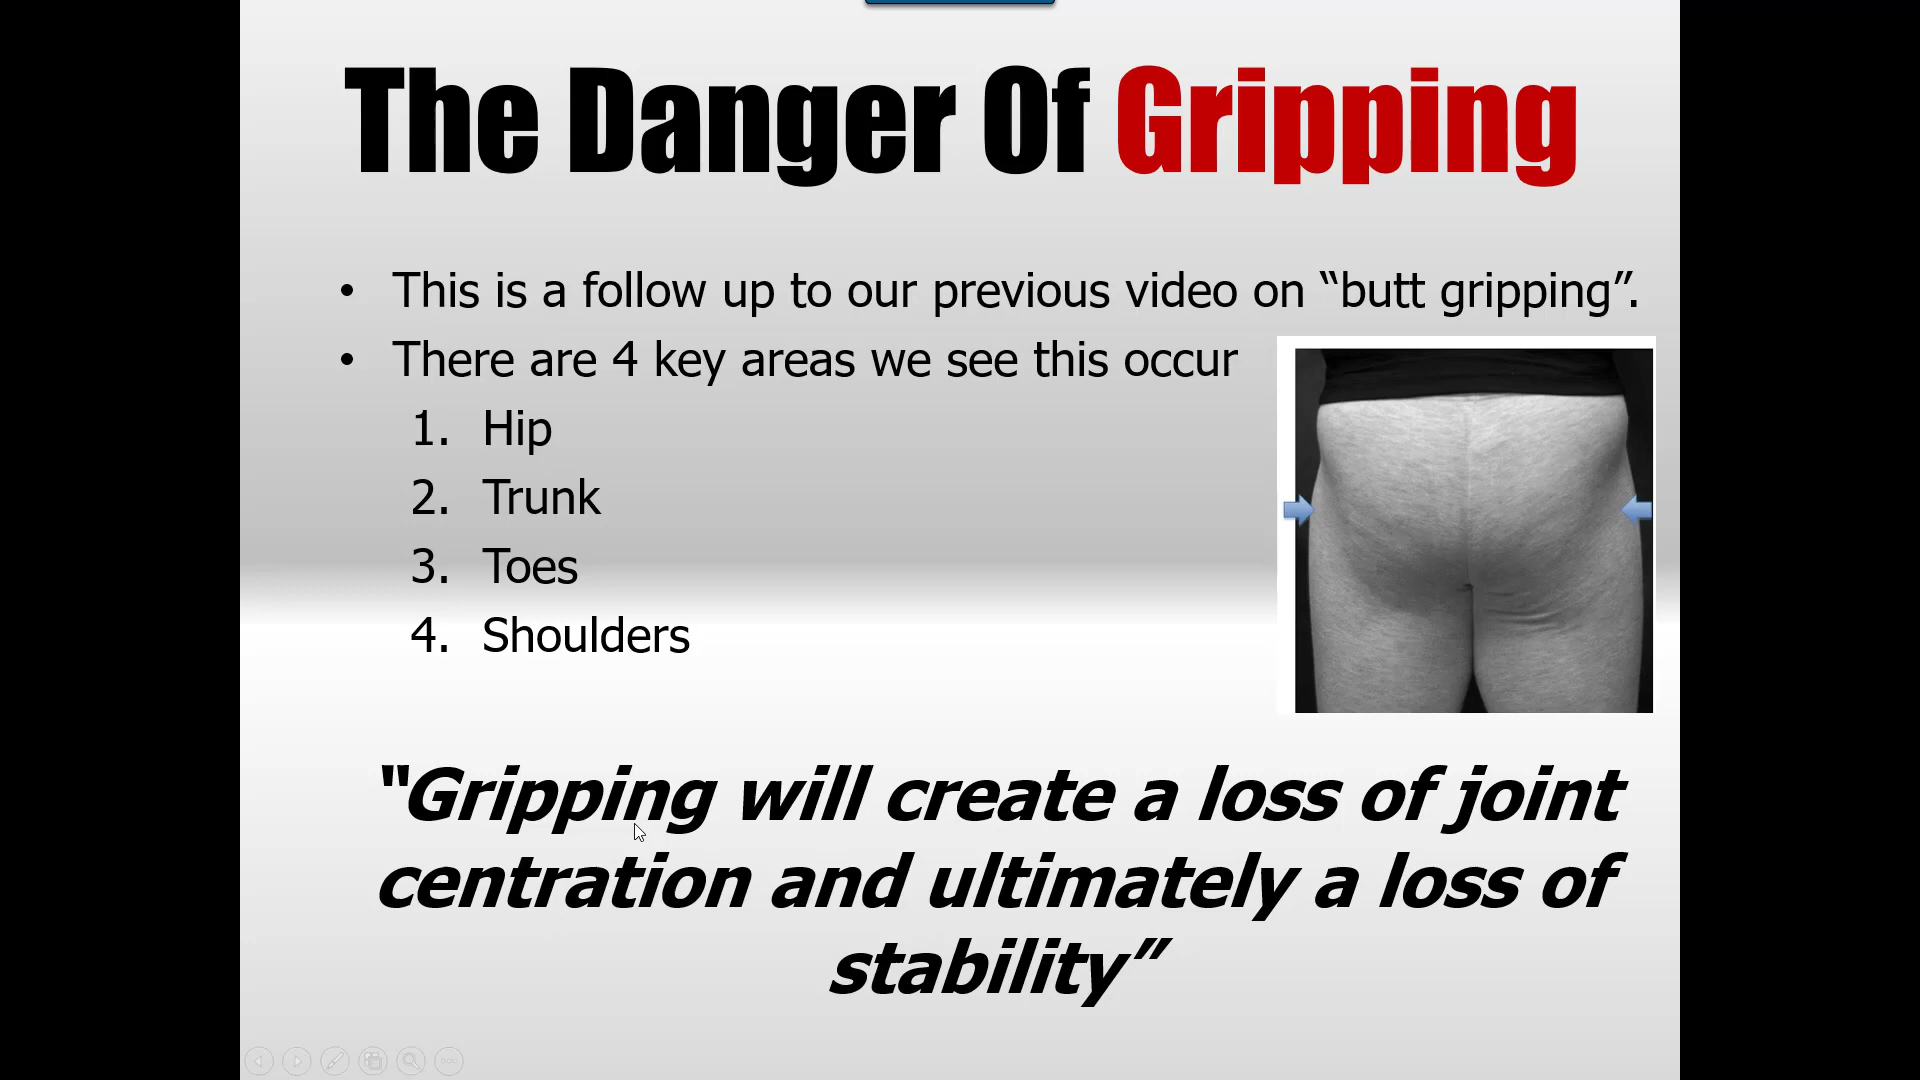 The Danger Of Gripping
• This is a follow up to our previous video on “butt gripping”.
• There are 4 key areas we see this occur
1. Hip
2. Trunk
3. Toes
4. Shoulders
“Gripping will create a loss of joint
centration and ultimately a loss of
stability”